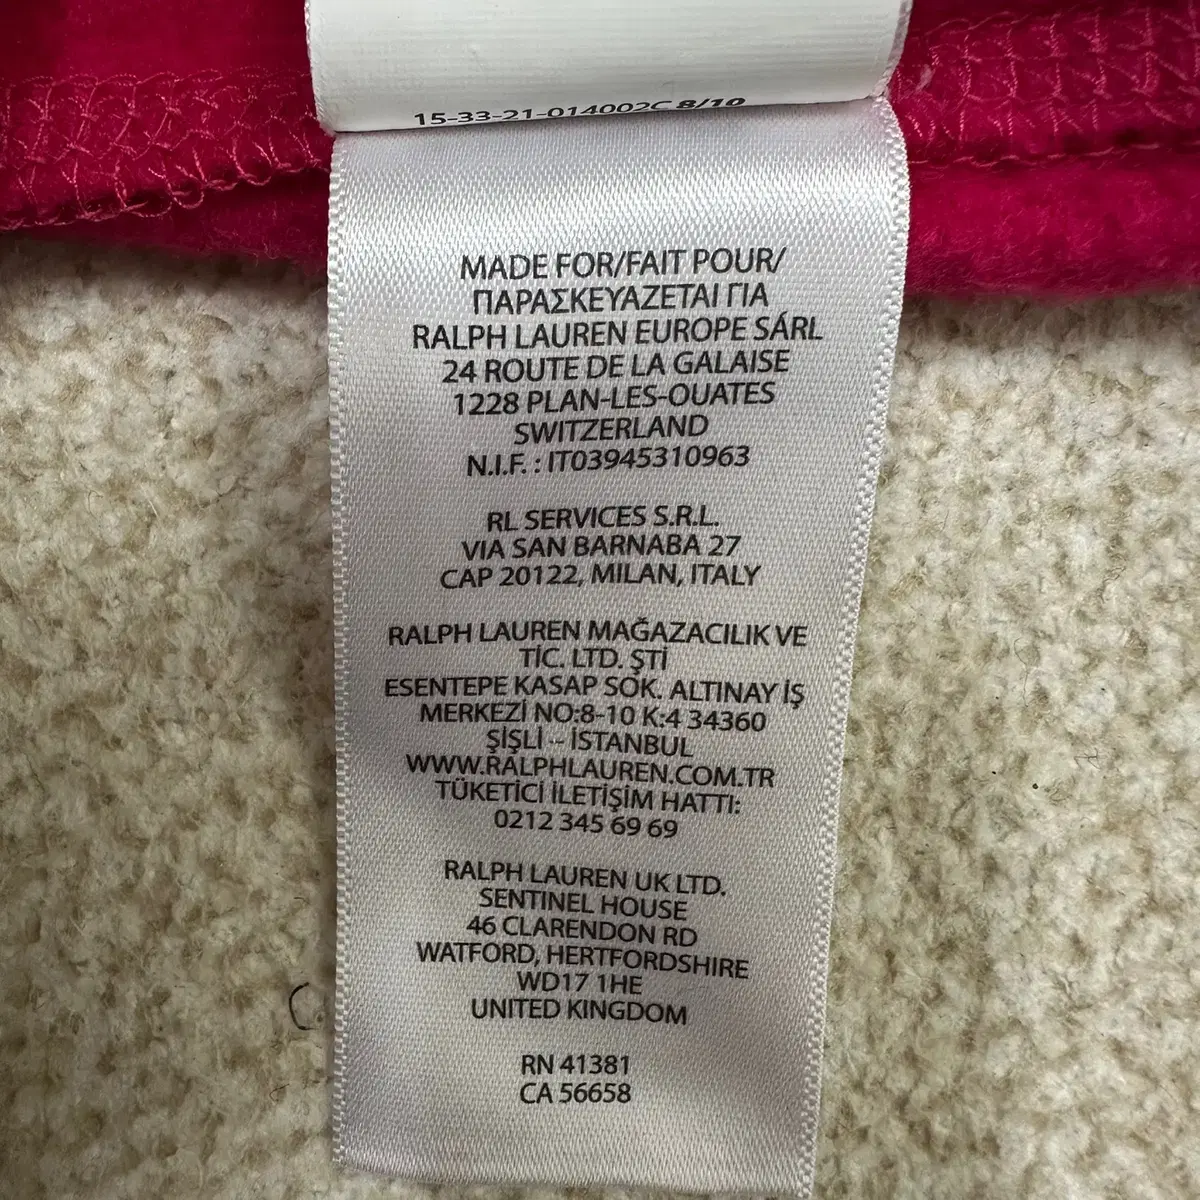 15-33-21-014002C 8/10
MADE FOR/FAIT POUR/
ΠΑΡΑΣΚΕΥΑΖΕΤΑΙ ΓΙΑ
RALPH LAUREN EUROPE SÁRL
24 ROUTE DE LA GALAISE
1228 PLAN-LES-OUATES
SWITZERLAND
N.I.F. : IT03945310963
RL SERVICES S.R.L.
VIA SAN BARNABA 27
CAP 20122, MILAN, ITALY
RALPH LAUREN MAĞAZACILIK VE
TİC. LTD. ŞTİ
ESENTEPE KASAP SOK. ALTINAY İŞ
MERKEZİ NO:8-10 K:4 34360
ŞİŞLİ -- İSTANBUL
WWW.RALPHLAUREN.COM.TR
TÜKETİCİ İLETİŞİM HATTI:
0212 345 69 69
RALPH LAUREN UK LTD.
SENTINEL HOUSE
46 CLARENDON RD
WATFORD, HERTFORDSHIRE
WD17 1HE
UNITED KINGDOM
RN 41381
CA 56658